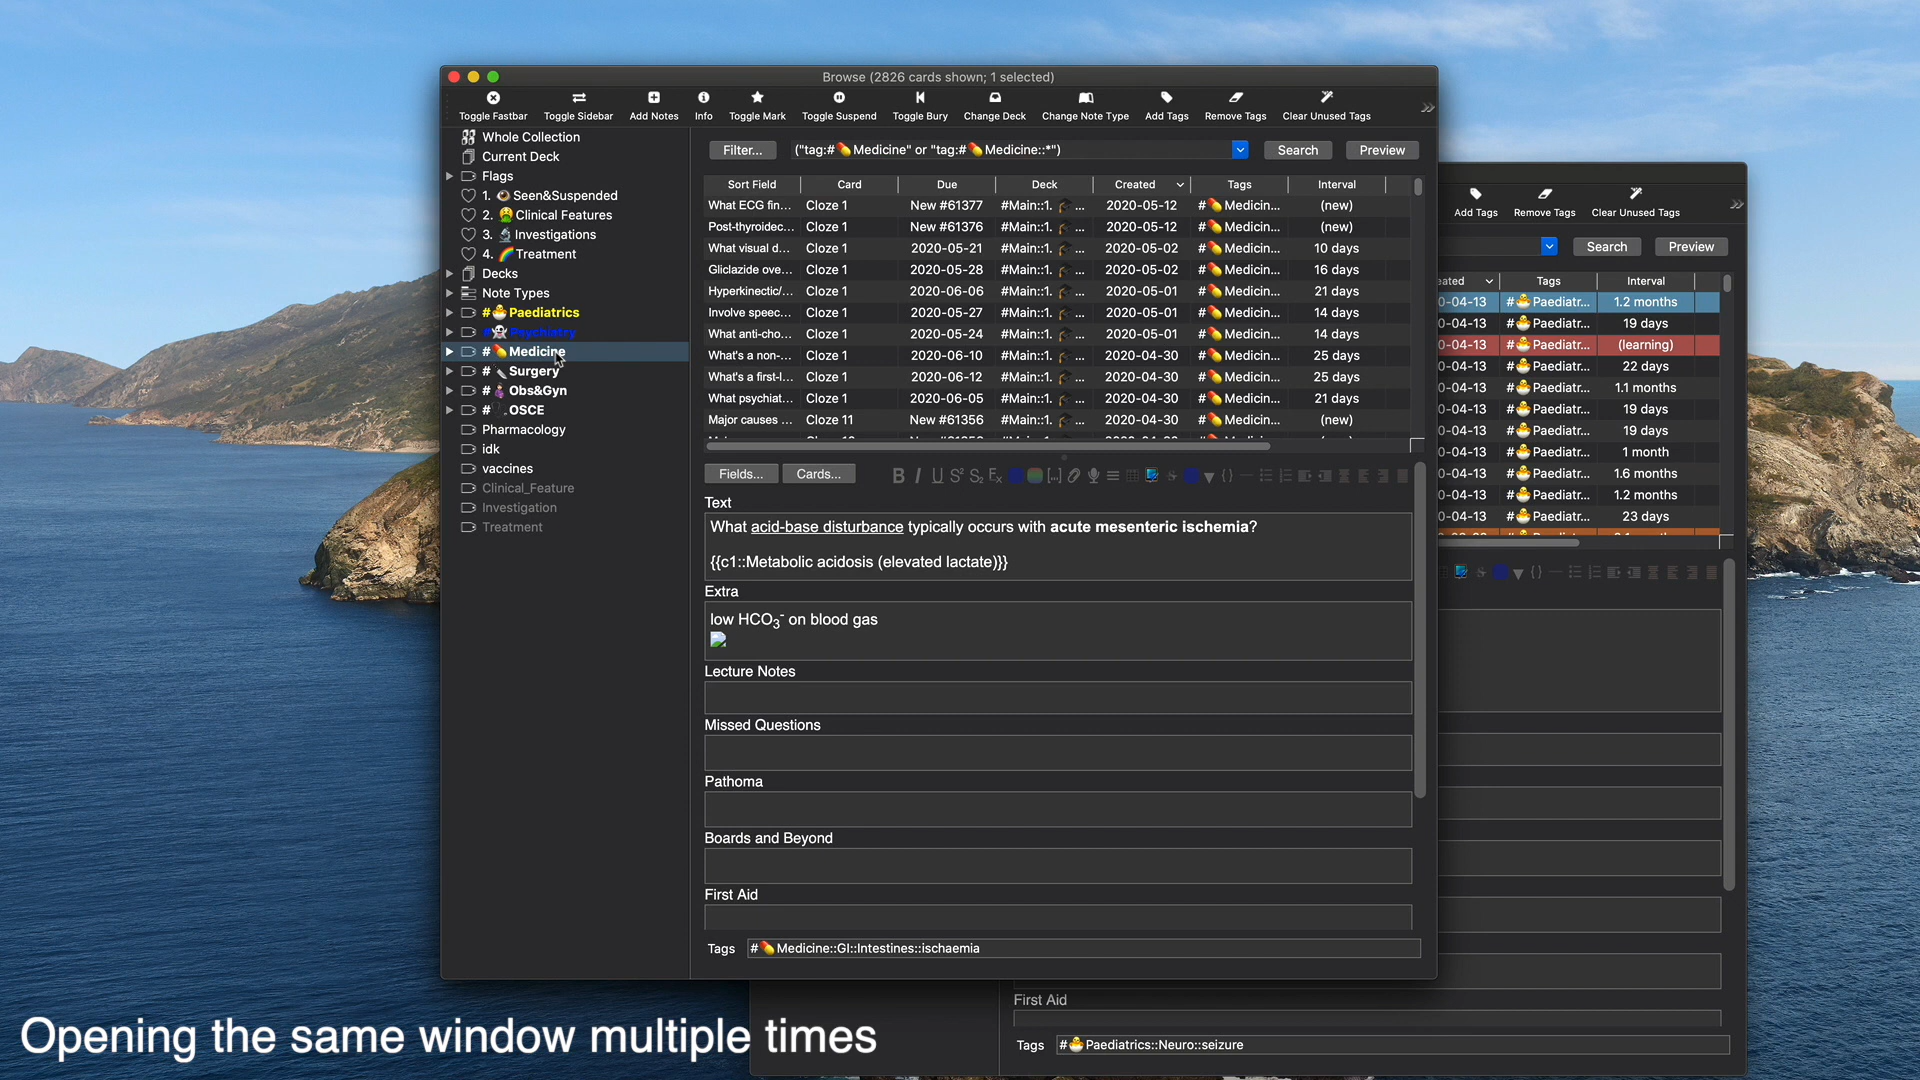 Browse (2826 cards shown; 1 selected)
Toggle Fastbar Toggle Sidebar Add Notes Info Toggle Mark Toggle Suspend Toggle Bury Change Deck Change Note Type Add Tags Remove Tags Clear Unused Tags
Whole Collection
Current Deck
Flags
1. 👁️Seen&Suspended
2. 🤮Clinical Features
3. 🔬Investigations
4. 🌈Treatment
Decks
Note Types
#🐣Paediatrics
#👻Psychiatry
#💊Medicine
#🔪Surgery
#🤰Obs&Gyn
#OSCE
Pharmacology
idk
vaccines
Clinical_Feature
Investigation
Treatment
Filter... ("tag:#💊Medicine" or "tag:#💊Medicine::*") Search Preview
Sort Field Card Due Deck Created Tags Interval
What ECG fin... Cloze 1 New #61377 #Main::1. 🎓... 2020-05-12 #💊Medicin... (new)
Post-thyroidec... Cloze 1 New #61376 #Main::1. 🎓... 2020-05-12 #💊Medicin... (new)
What visual d... Cloze 1 2020-05-21 #Main::1. 🎓... 2020-05-02 #💊Medicin... 10 days
Gliclazide ove... Cloze 1 2020-05-28 #Main::1. 🎓... 2020-05-02 #💊Medicin... 16 days
Hyperkinectic/... Cloze 1 2020-06-06 #Main::1. 🎓... 2020-05-01 #💊Medicin... 21 days
Involve speec... Cloze 1 2020-05-27 #Main::1. 🎓... 2020-05-01 #💊Medicin... 14 days
What anti-cho... Cloze 1 2020-05-24 #Main::1. 🎓... 2020-05-01 #💊Medicin... 14 days
What's a non-... Cloze 1 2020-06-10 #Main::1. 🎓... 2020-04-30 #💊Medicin... 25 days
What's a first-l... Cloze 1 2020-06-12 #Main::1. 🎓... 2020-04-30 #💊Medicin... 25 days
What psychiat... Cloze 1 2020-06-05 #Main::1. 🎓... 2020-04-30 #💊Medicin... 21 days
Major causes ... Cloze 11 New #61356 #Main::1. 🎓... 2020-04-30 #💊Medicin... (new)
Fields... Cards...
Text
What acid-base disturbance typically occurs with acute mesenteric ischemia?
{{c1::Metabolic acidosis (elevated lactate)}}
Extra
low HCO3- on blood gas
Lecture Notes
Missed Questions
Pathoma
Boards and Beyond
First Aid
Tags #💊Medicine::GI::Intestines::ischaemia
Add Tags Remove Tags Clear Unused Tags
Search Preview
eated Tags Interval
0-04-13 #🐣Paediatr... 1.2 months
0-04-13 #🐣Paediatr... 19 days
0-04-13 #🐣Paediatr... (learning)
0-04-13 #🐣Paediatr... 22 days
0-04-13 #🐣Paediatr... 1.1 months
0-04-13 #🐣Paediatr... 19 days
0-04-13 #🐣Paediatr... 19 days
0-04-13 #🐣Paediatr... 1 month
0-04-13 #🐣Paediatr... 1.6 months
0-04-13 #🐣Paediatr... 1.2 months
0-04-13 #🐣Paediatr... 23 days
First Aid
Tags #🐣Paediatrics::Neuro::seizure
Opening the same window multiple times